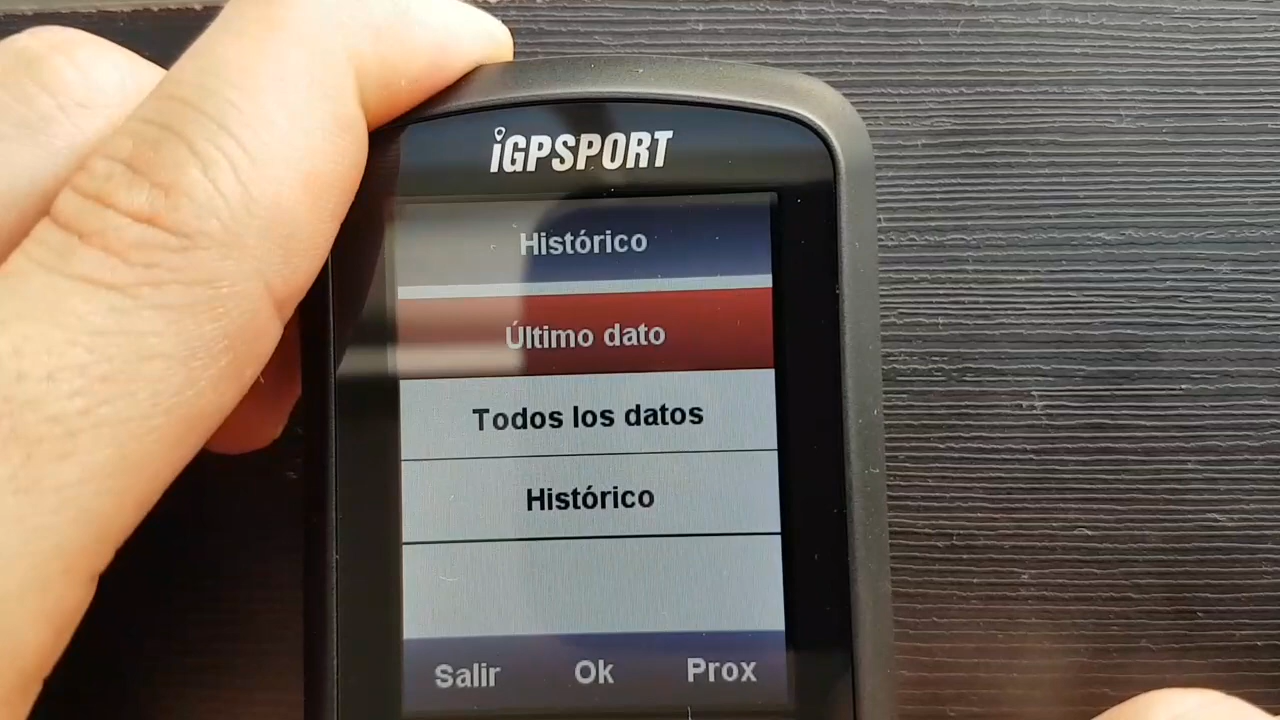 iGPSPORT
Histórico
Último dato
Todos los datos
Histórico
Salir Ok Prox